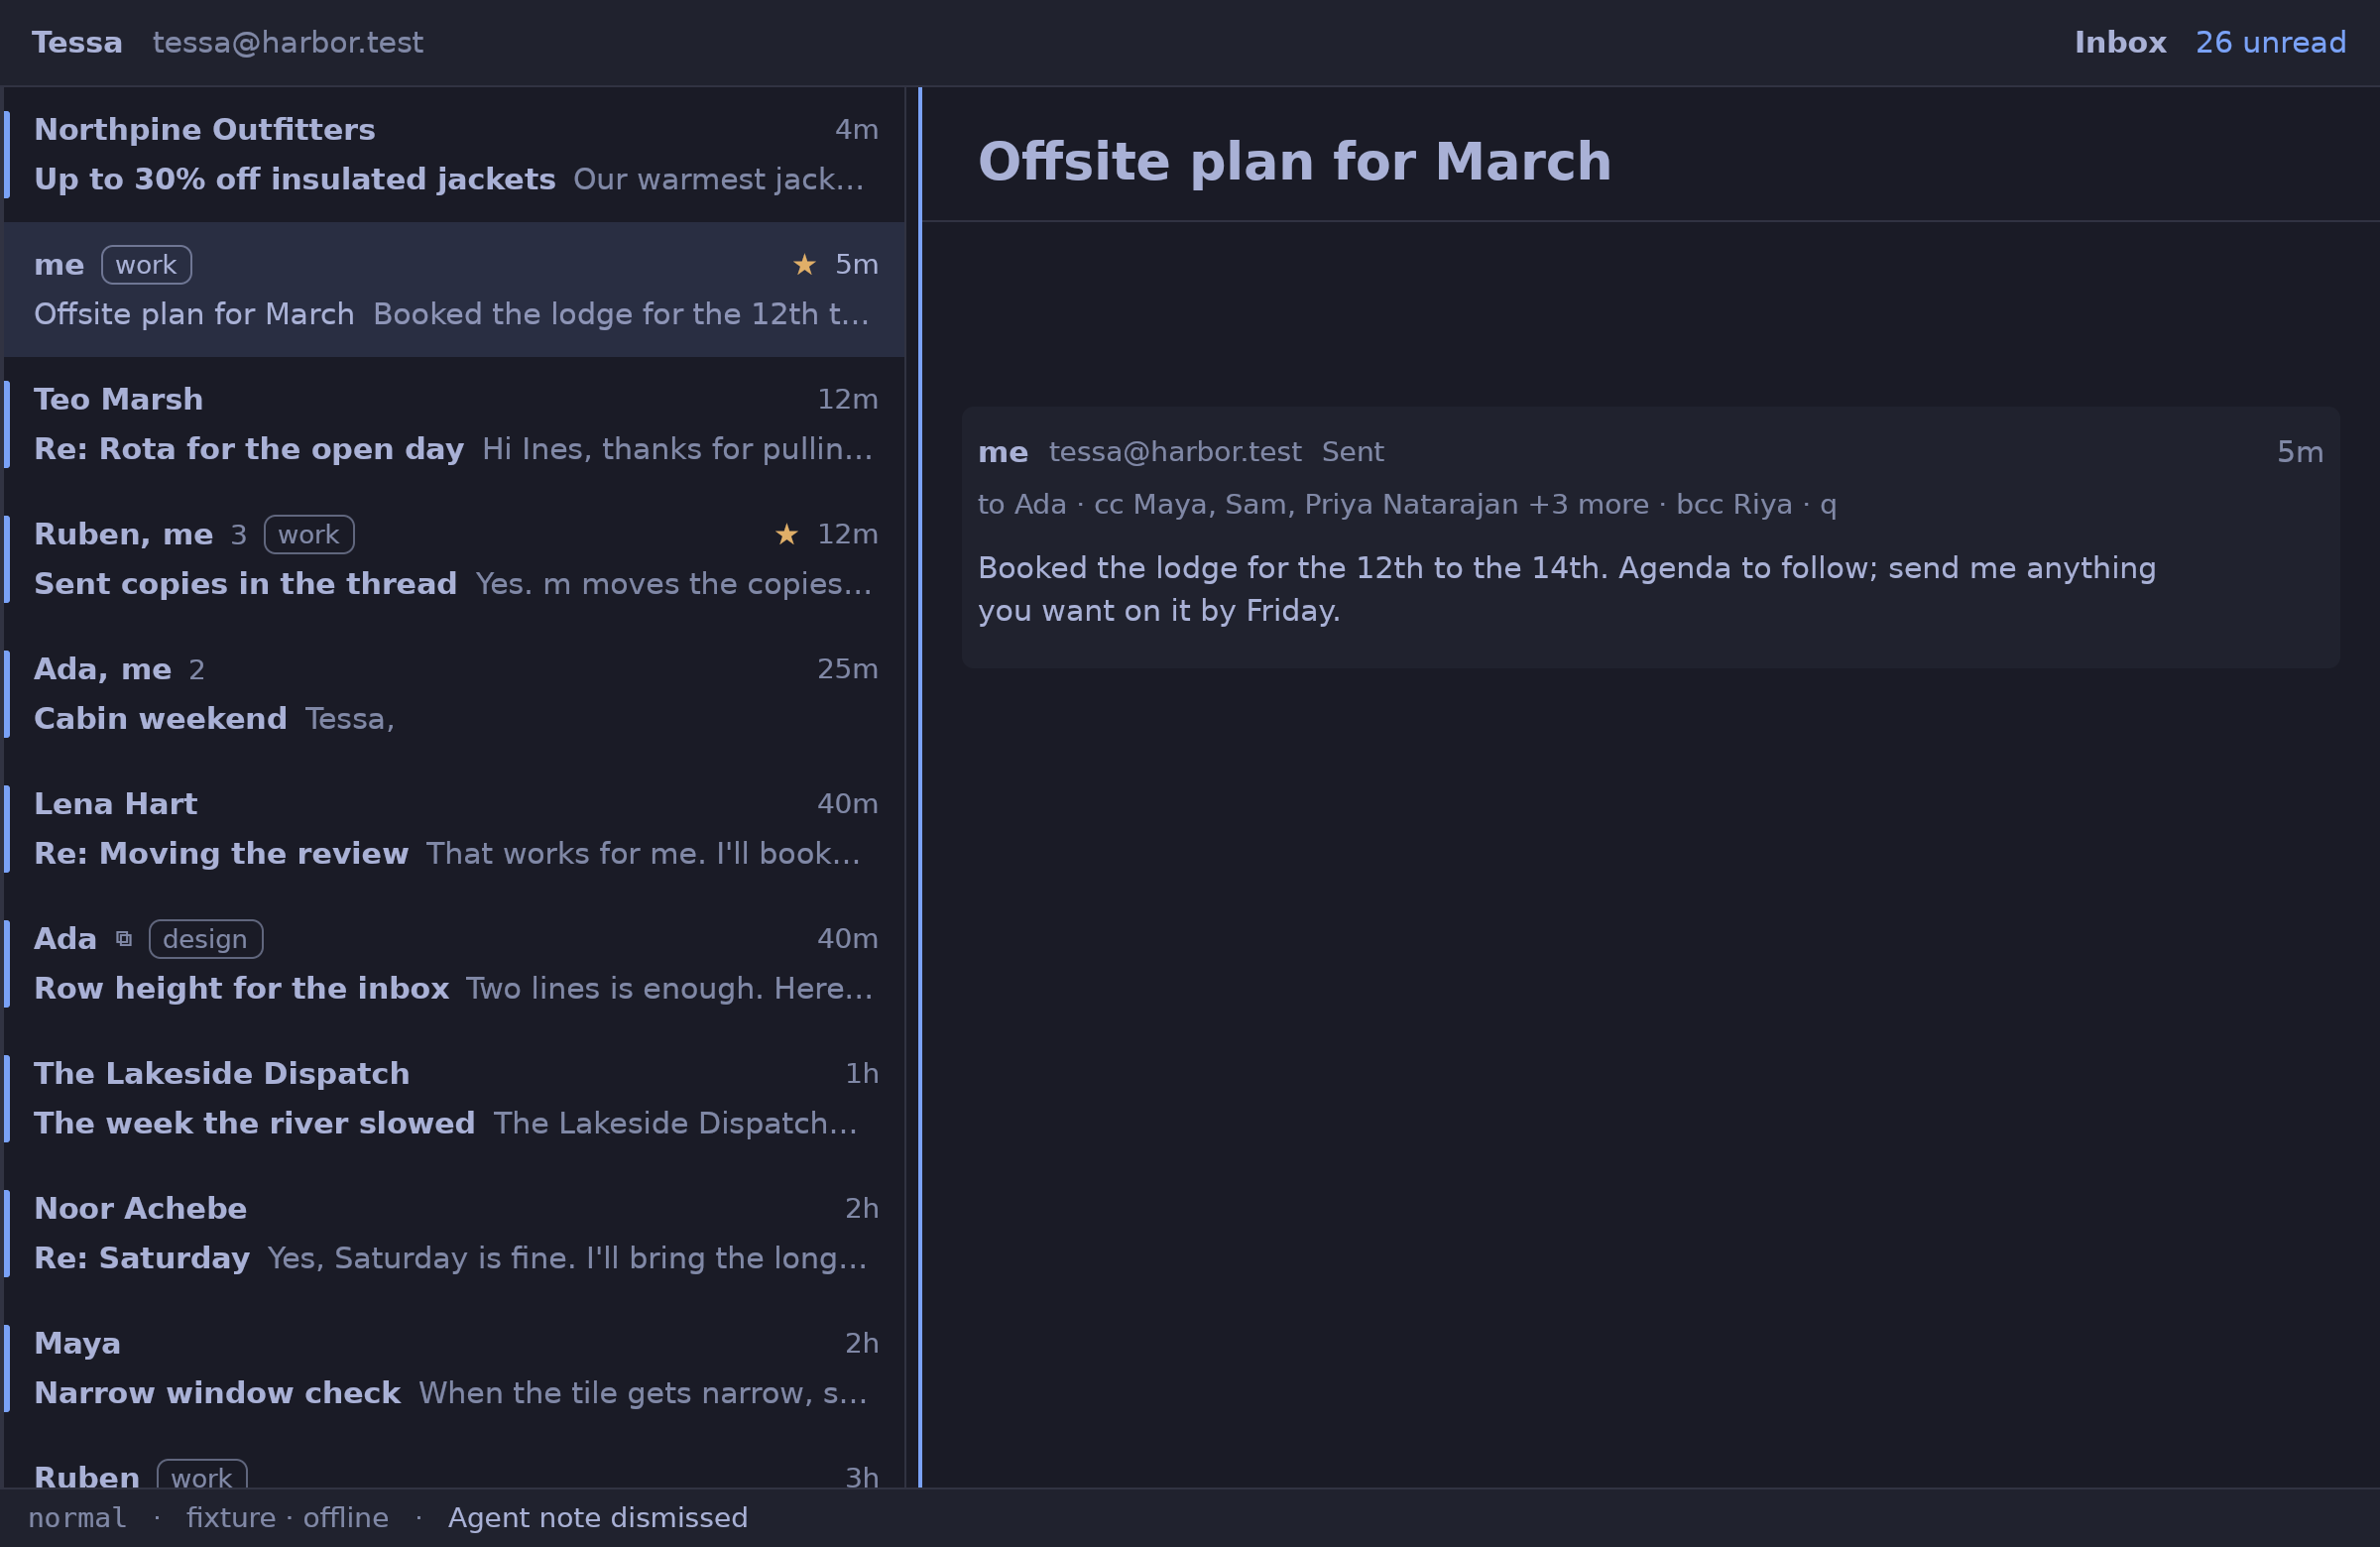 Tessa tessa@harbor.test
Inbox 26 unread
Northpine Outfitters 4m
Up to 30% off insulated jackets Our warmest jack…
me work ★ 5m
Offsite plan for March Booked the lodge for the 12th t…
Teo Marsh 12m
Re: Rota for the open day Hi Ines, thanks for pullin…
Ruben, me 3 work ★ 12m
Sent copies in the thread Yes. m moves the copies…
Ada, me 2 25m
Cabin weekend Tessa,
Lena Hart 40m
Re: Moving the review That works for me. I'll book…
Ada design 40m
Row height for the inbox Two lines is enough. Here…
The Lakeside Dispatch 1h
The week the river slowed The Lakeside Dispatch…
Noor Achebe 2h
Re: Saturday Yes, Saturday is fine. I'll bring the long…
Maya 2h
Narrow window check When the tile gets narrow, s…
Ruben work 3h
Offsite plan for March
me tessa@harbor.test Sent 5m
to Ada · cc Maya, Sam, Priya Natarajan +3 more · bcc Riya · q
Booked the lodge for the 12th to the 14th. Agenda to follow; send me anything
you want on it by Friday.
normal · fixture · offline · Agent note dismissed